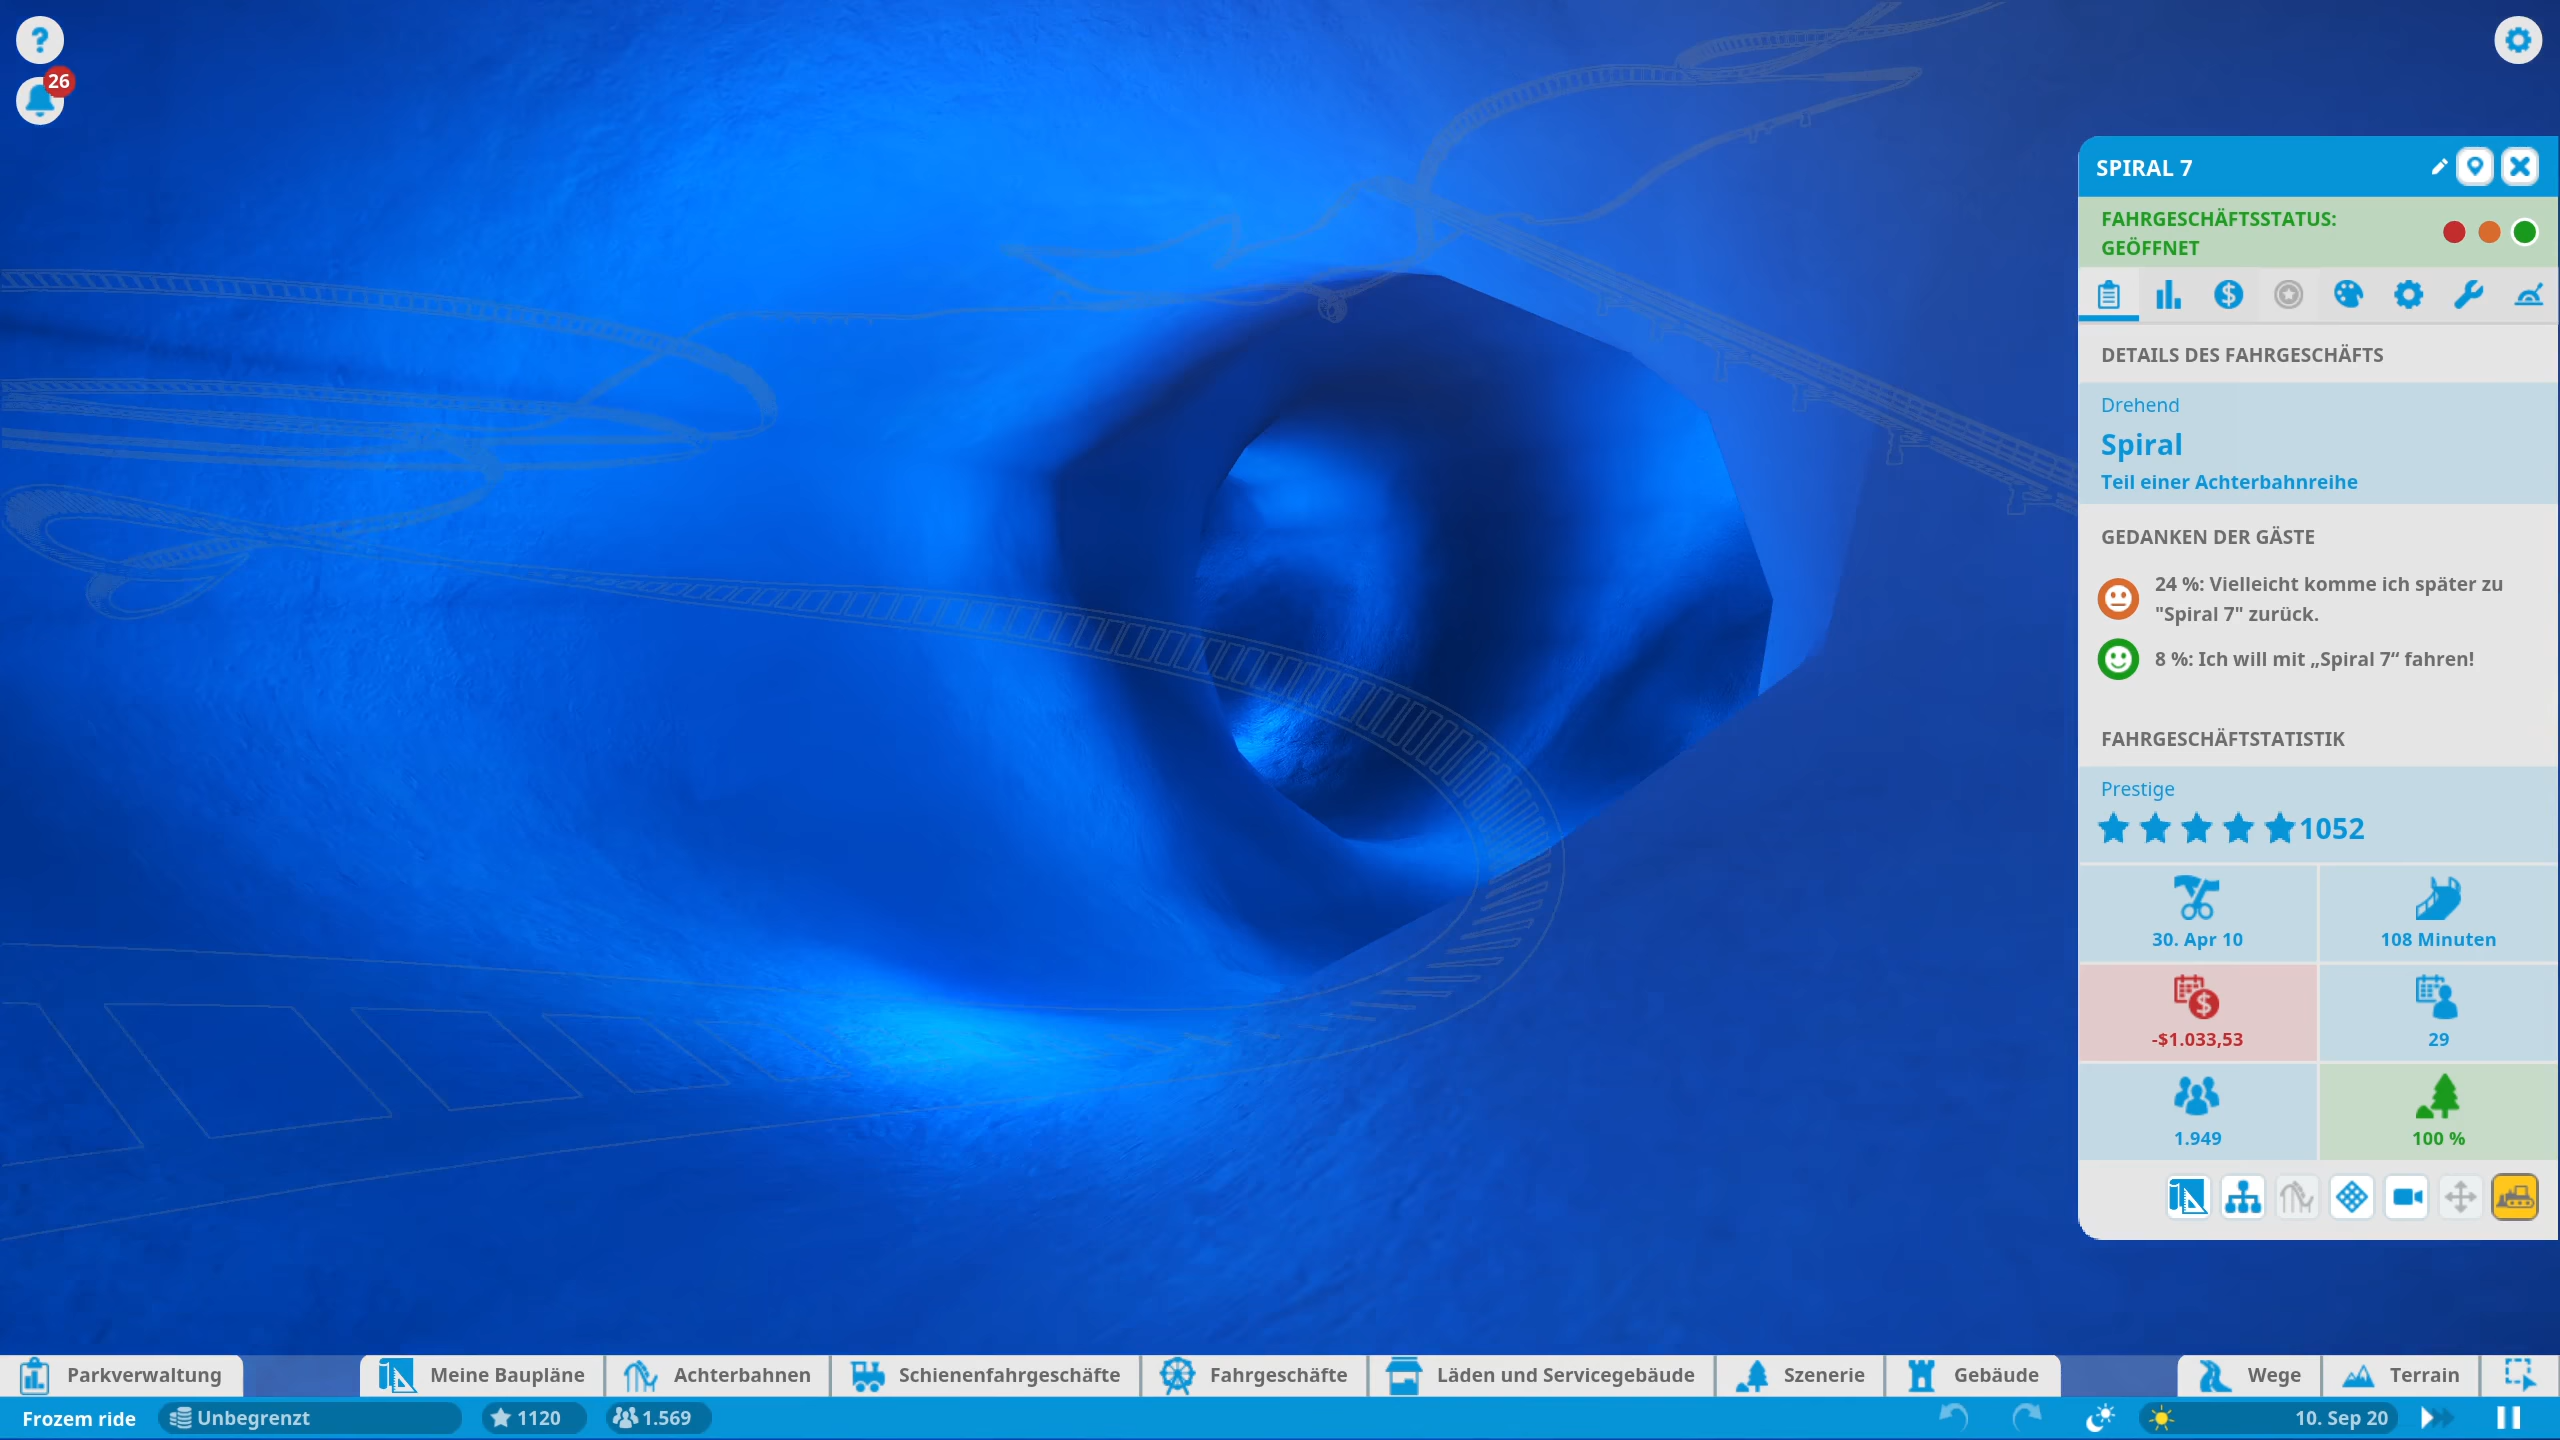 ?
26
SPIRAL 7
FAHRGESCHÄFTSSTATUS:
GEÖFFNET
DETAILS DES FAHRGESCHÄFTS
Drehend
Spiral
Teil einer Achterbahnreihe
GEDANKEN DER GÄSTE
24 %: Vielleicht komme ich später zu
"Spiral 7" zurück.
8 %: Ich will mit „Spiral 7“ fahren!
FAHRGESCHÄFTSTATISTIK
Prestige
1052
30. Apr 10
108 Minuten
-$1.033,53
29
1.949
100 %
Parkverwaltung
Meine Baupläne
Achterbahnen
Schienenfahrgeschäfte
Fahrgeschäfte
Läden und Servicegebäude
Szenerie
Gebäude
Wege
Terrain
Frozem ride
Unbegrenzt
1120
1.569
10. Sep 20